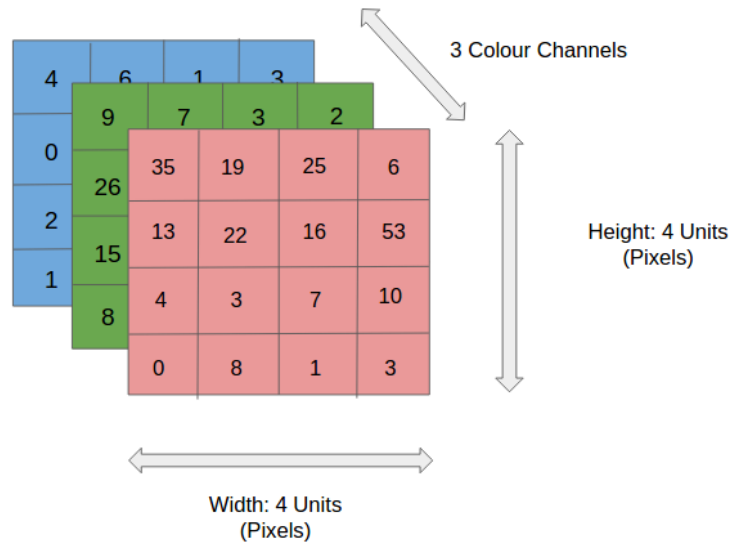 3 Colour Channels
4 6 1 3
9 7 3 2
0
35 19 25 6
26
13 22 16 53
2
15
4 3 7 10
1
8
0 8 1 3
Height: 4 Units
(Pixels)
Width: 4 Units
(Pixels)